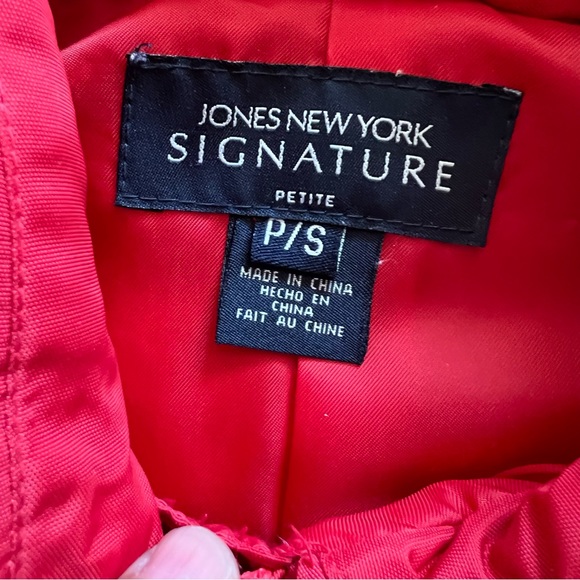 JONES NEW YORK
SIGNATURE
PETITE
P/S
MADE IN CHINA
HECHO EN
CHINA
FAIT AU CHINE